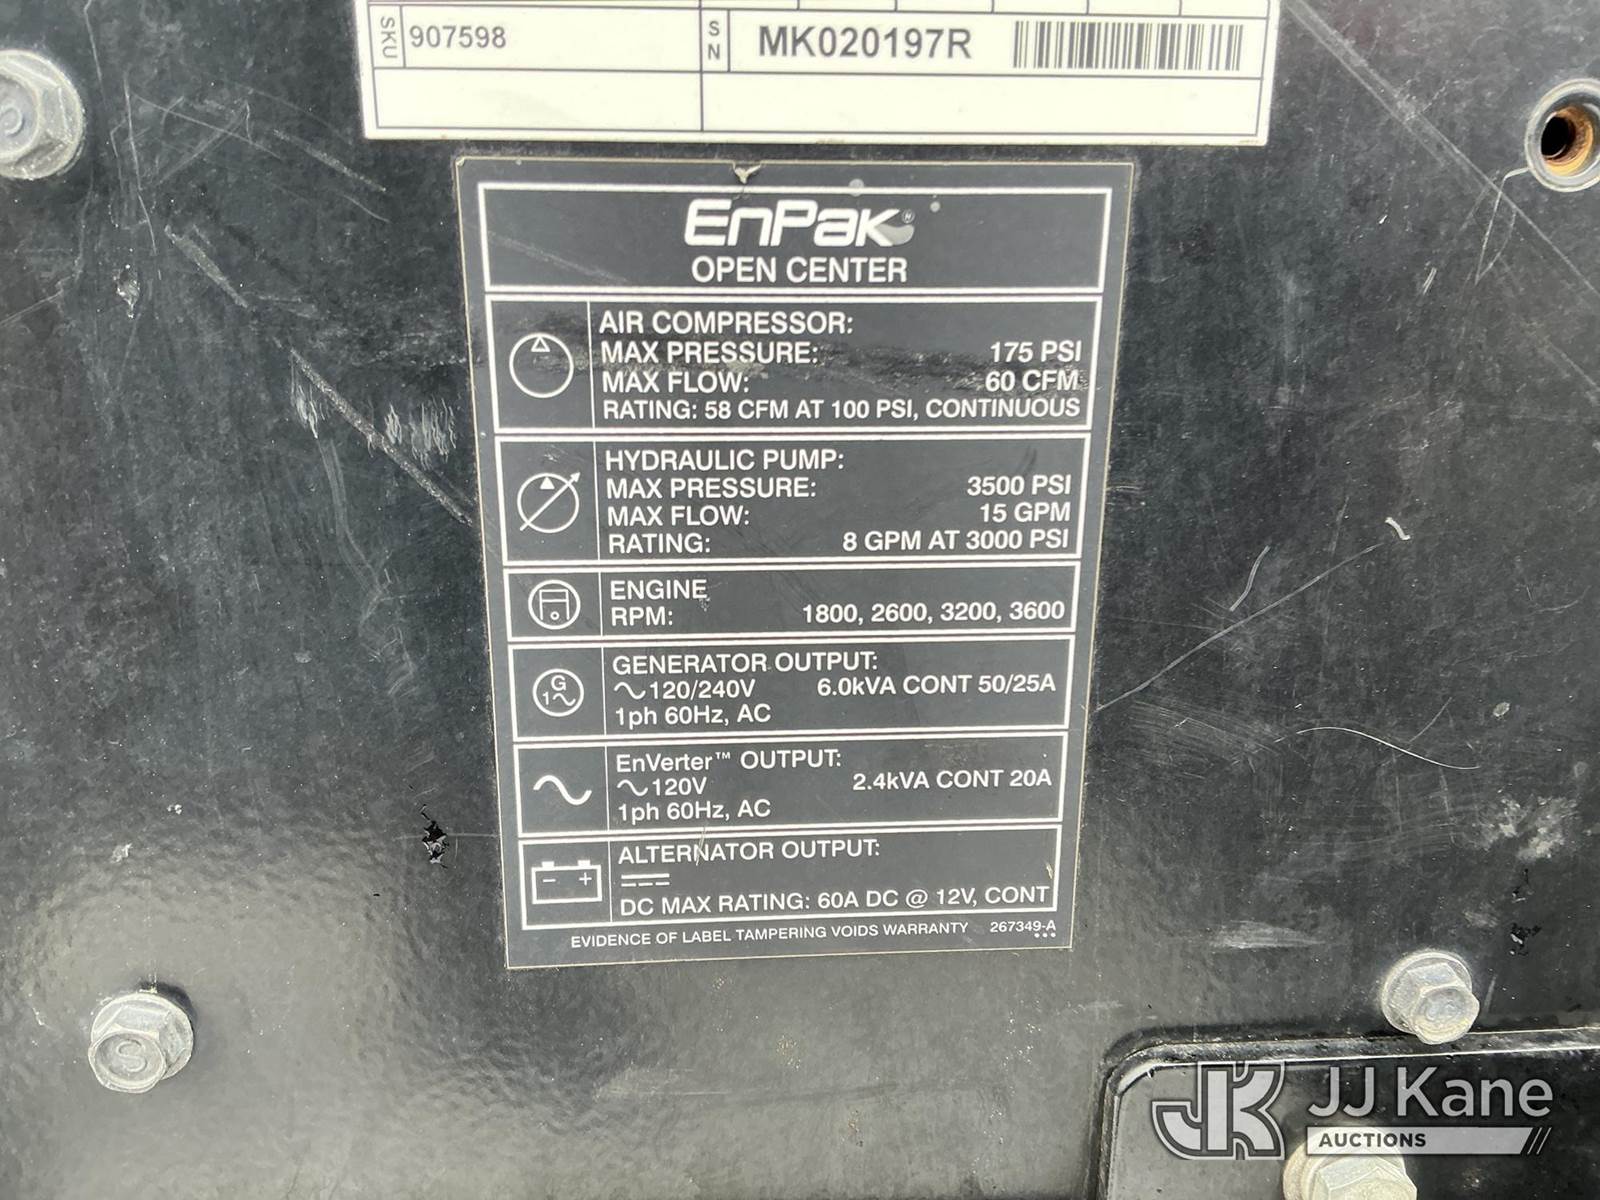 SKU 907598 SN MK020197R
EnPak®
OPEN CENTER
AIR COMPRESSOR:
MAX PRESSURE: 175 PSI
MAX FLOW: 60 CFM
RATING: 58 CFM AT 100 PSI, CONTINUOUS
HYDRAULIC PUMP:
MAX PRESSURE: 3500 PSI
MAX FLOW: 15 GPM
RATING: 8 GPM AT 3000 PSI
ENGINE
RPM: 1800, 2600, 3200, 3600
G
1
GENERATOR OUTPUT:
120/240V 6.0kVA CONT 50/25A
1ph 60Hz, AC
EnVerter™ OUTPUT:
120V 2.4kVA CONT 20A
1ph 60Hz, AC
- +
ALTERNATOR OUTPUT:
DC MAX RATING: 60A DC @ 12V, CONT
EVIDENCE OF LABEL TAMPERING VOIDS WARRANTY 267349-A
S
JK JJ Kane
AUCTIONS